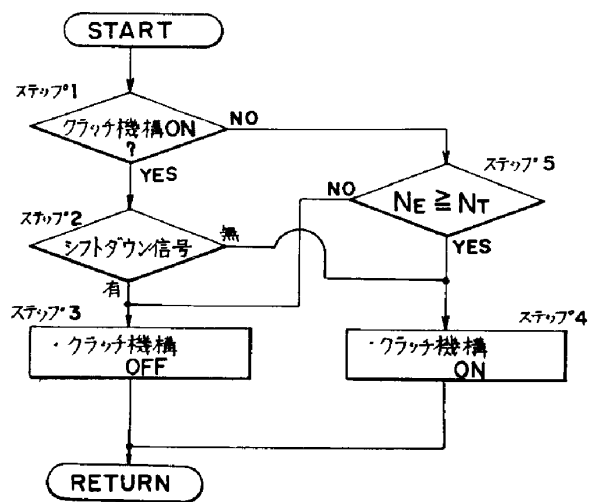 START
ステップ1
クラッチ機構ON
?
NO
YES
ステップ5
NO
NE ≧ NT
YES
ステップ2
シフトダウン信号
無
有
ステップ3
・クラッチ機構
OFF
ステップ4
・クラッチ機構
ON
RETURN